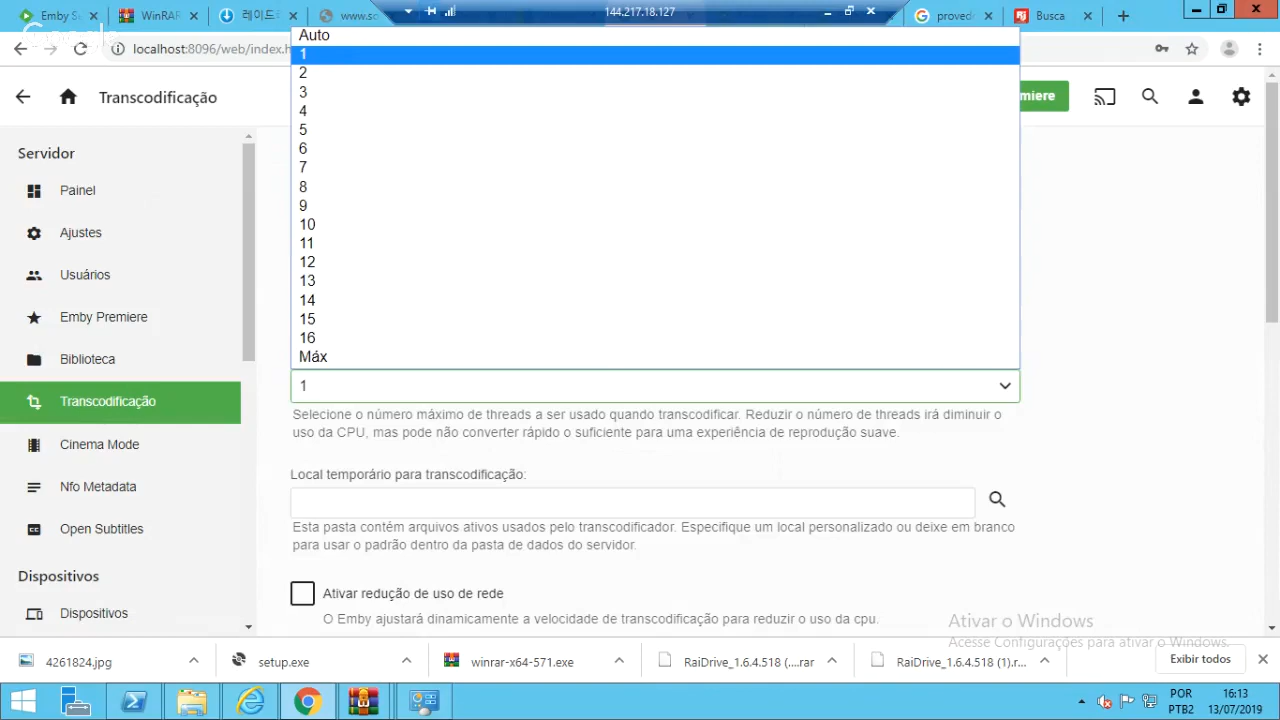 Emby Se
WinRAR
레이드
www.so
144.217.18.127
proved
Busca
localhost:8096/web/index.h
Transcodificação
miere
Servidor
Painel
Ajustes
Usuários
Emby Premiere
Biblioteca
Transcodificação
Cinema Mode
Nfo Metadata
Open Subtitles
Dispositivos
Dispositivos
Auto
1
2
3
4
5
6
7
8
9
10
11
12
13
14
15
16
Máx
1
Selecione o número máximo de threads a ser usado quando transcodificar. Reduzir o número de threads irá diminuir o
uso da CPU, mas pode não converter rápido o suficiente para uma experiência de reprodução suave.
Local temporário para transcodificação:
Esta pasta contém arquivos ativos usados pelo transcodificador. Especifique um local personalizado ou deixe em branco
para usar o padrão dentro da pasta de dados do servidor.
Ativar redução de uso de rede
O Emby ajustará dinamicamente a velocidade de transcodificação para reduzir o uso da cpu.
Ativar o Windows
Acesse Configurações para ativar o Windows.
4261824.jpg
setup.exe
winrar-x64-571.exe
RaiDrive_1.6.4.518 (....rar
RaiDrive_1.6.4.518 (1).r...
Exibir todos
POR
PTB2
16:13
13/07/2019